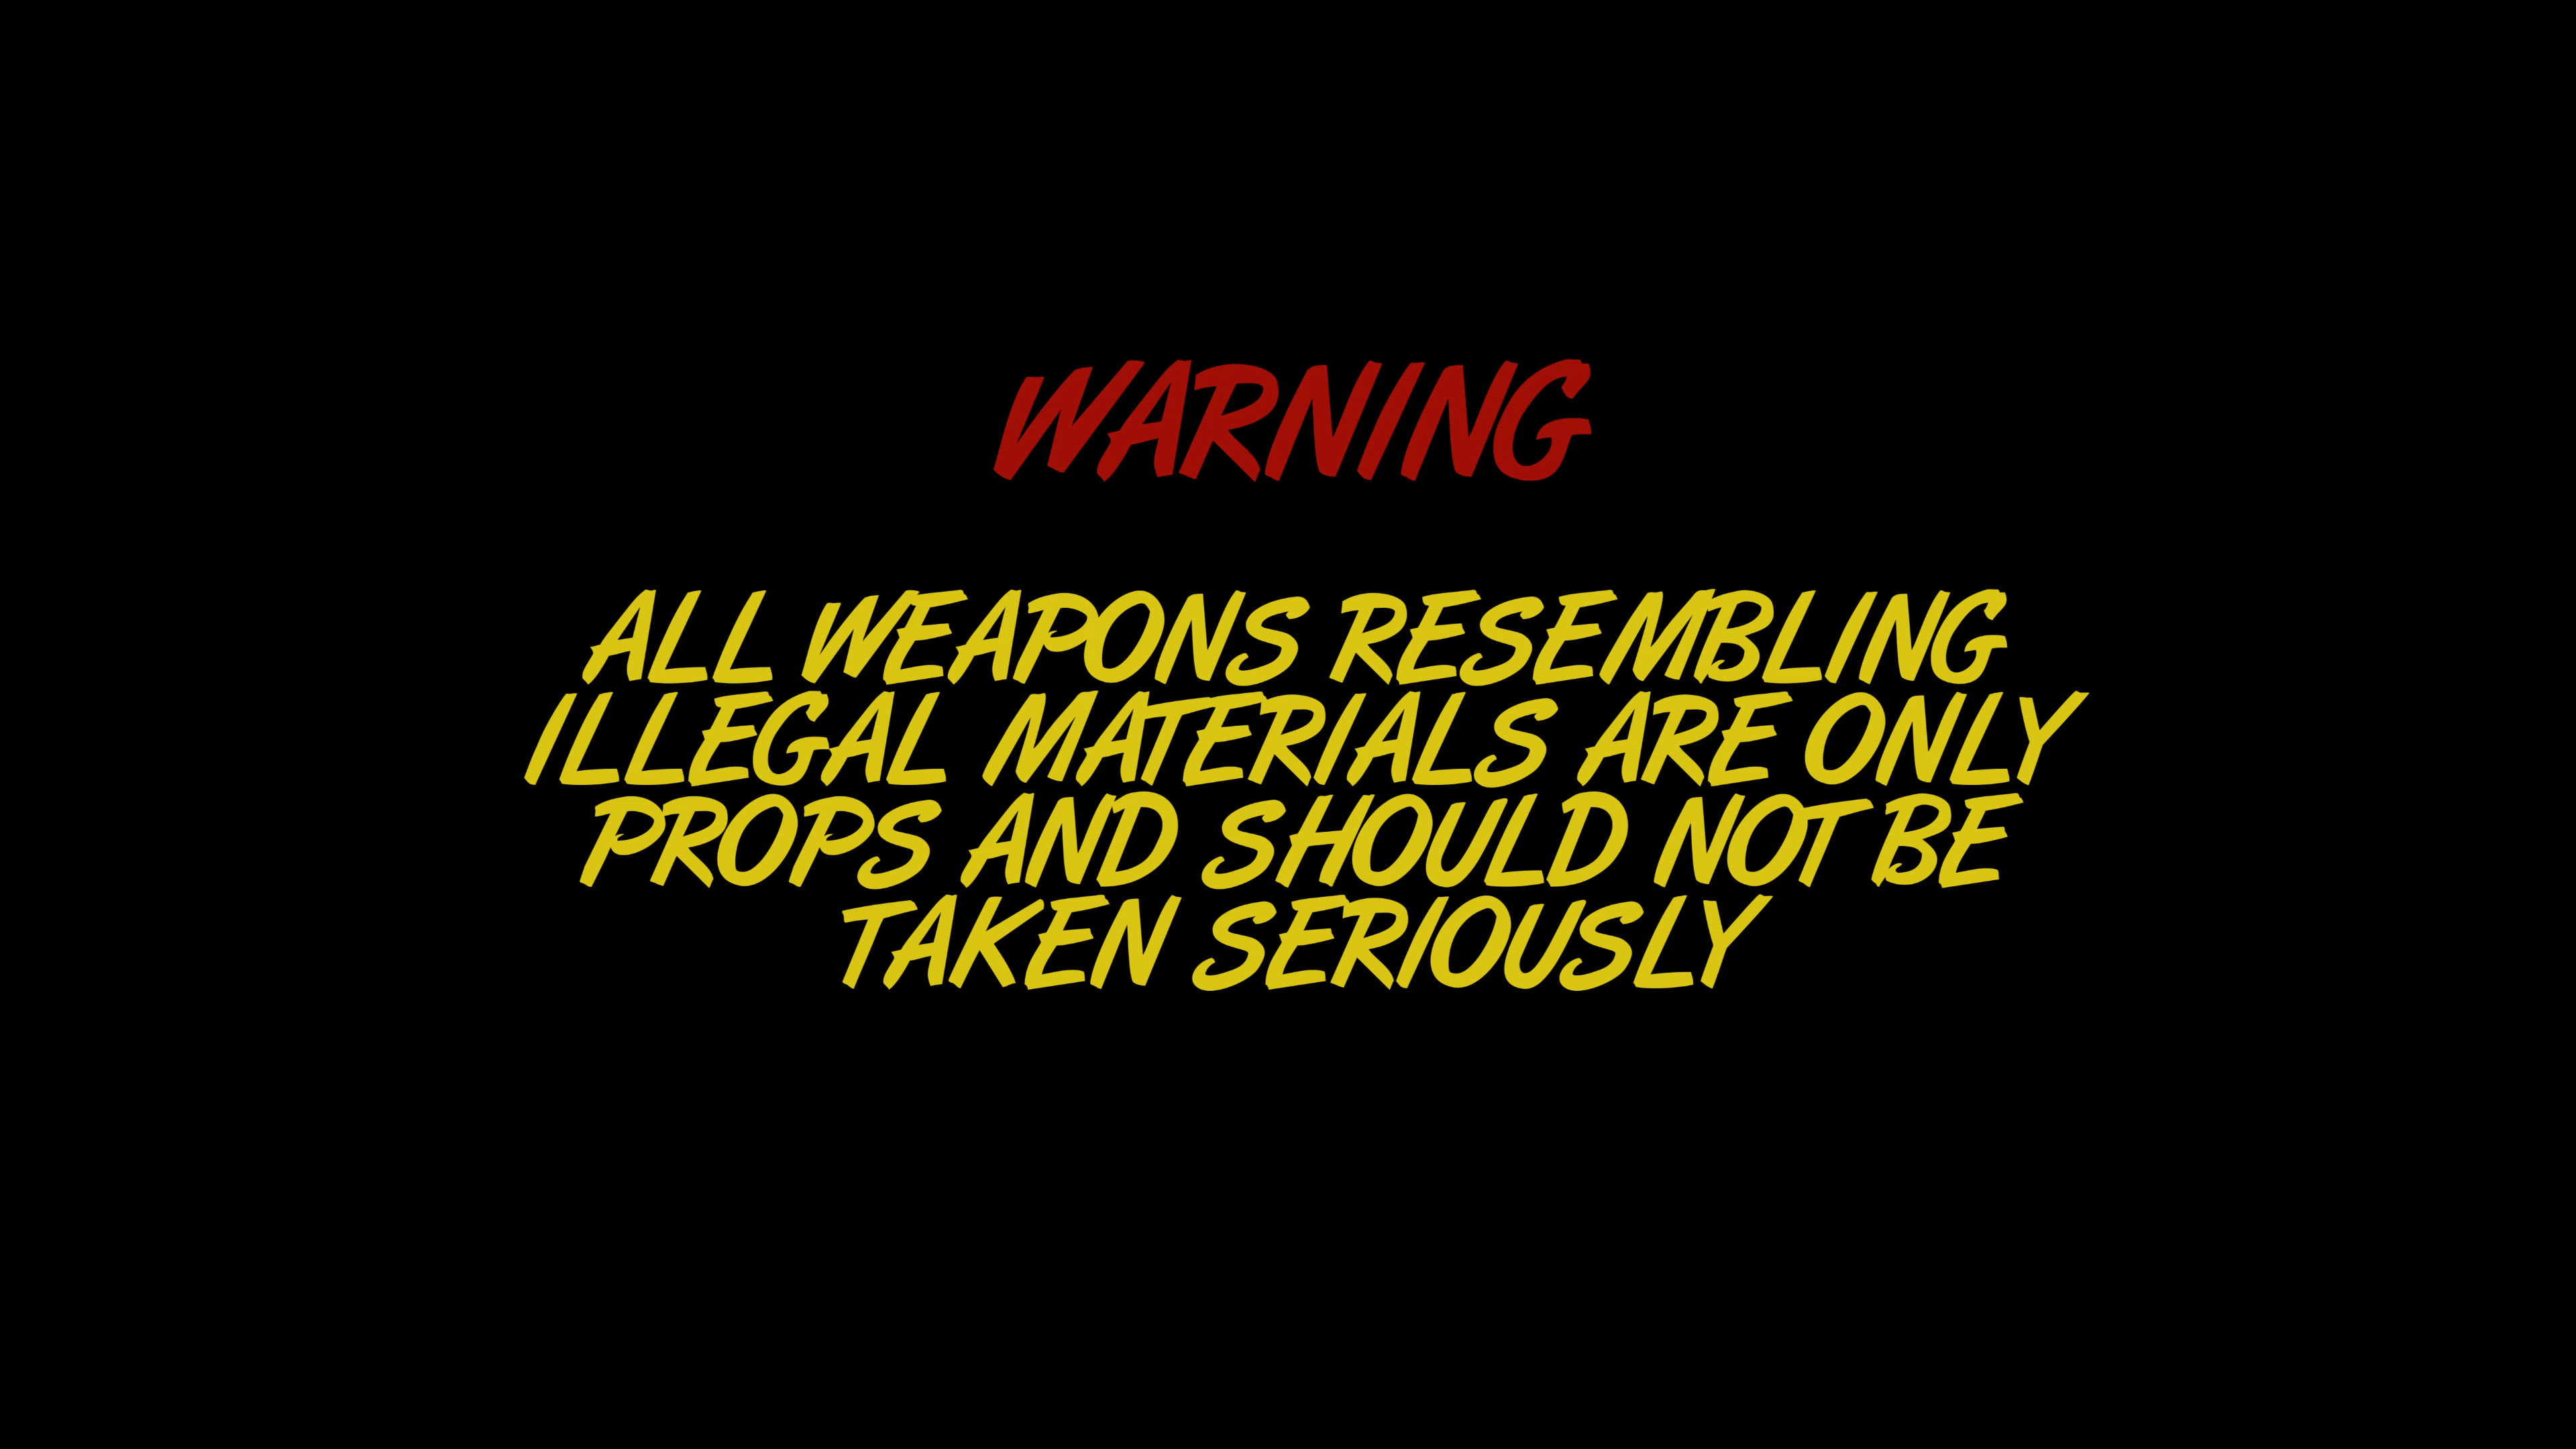 WARNING
ALL WEAPONS RESEMBLING
ILLEGAL MATERIALS ARE ONLY
PROPS AND SHOULD NOT BE
TAKEN SERIOUSLY